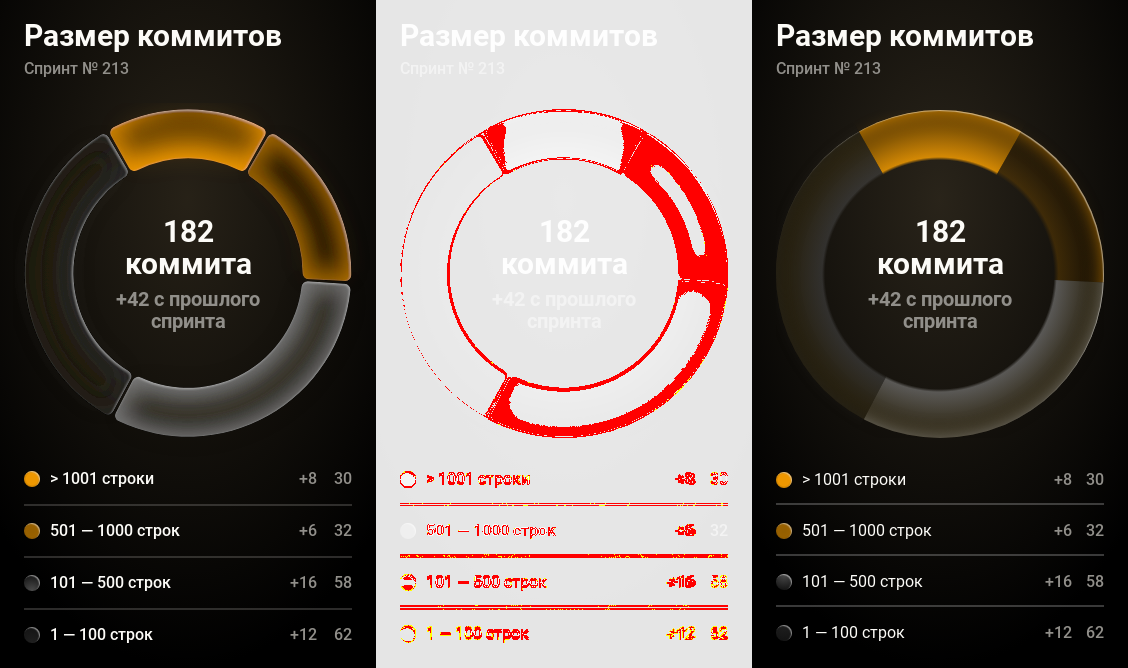 Размер коммитов
Спринт № 213
182
коммита
+42 с прошлого
спринта
> 1001 строки +8 30
501 — 1000 строк +6 32
101 — 500 строк +16 58
1 — 100 строк +12 62
Размер коммитов
Спринт № 213
182
коммита
+42 с прошлого
спринта
> 1001 строки +8 30
501 — 1000 строк +6 32
101 — 500 строк +16 58
1 — 100 строк +12 62
Размер коммитов
Спринт № 213
182
коммита
+42 с прошлого
спринта
> 1001 строки +8 30
501 — 1000 строк +6 32
101 — 500 строк +16 58
1 — 100 строк +12 62